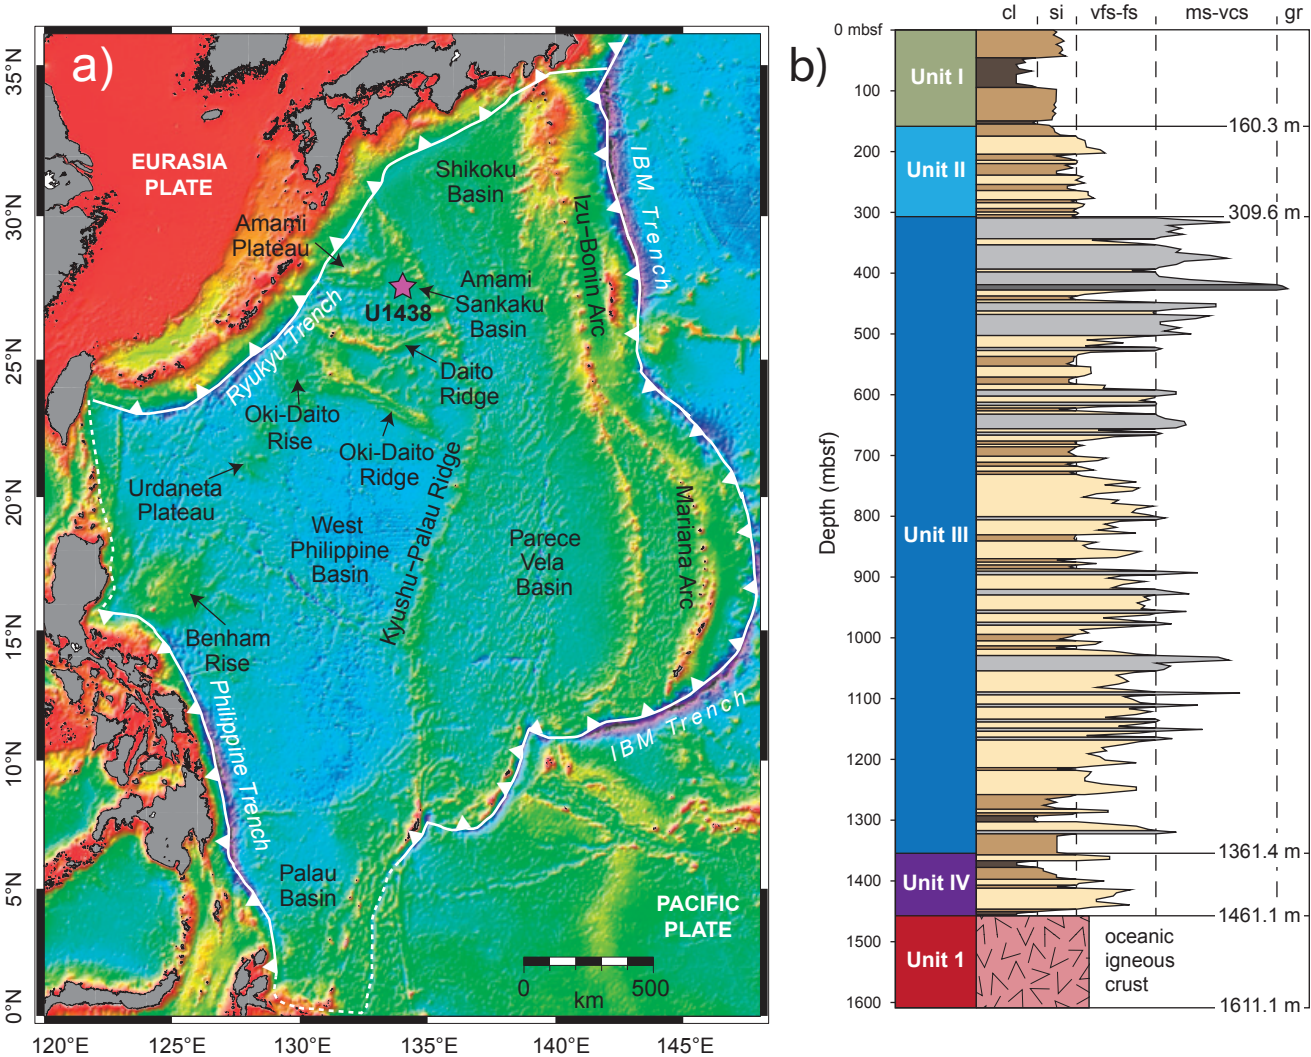 a)
35°N
30°N
25°N
20°N
15°N
10°N
5°N
0°N
120°E
125°E
130°E
135°E
140°E
145°E
EURASIA
PLATE
Shikoku
Basin
IBM Trench
Izu–Bonin Arc
Amami
Plateau
Amami
Sankaku
Basin
U1438
Ryukyu Trench
Daito
Ridge
Oki-Daito
Rise
Oki-Daito
Ridge
Urdaneta
Plateau
West
Philippine
Basin
Kyushu–Palau Ridge
Parece
Vela
Basin
Mariana Arc
Benham
Rise
Philippine Trench
IBM Trench
Palau
Basin
PACIFIC
PLATE
0
km
500
b)
cl
si
vfs-fs
ms-vcs
gr
0 mbsf
100
200
300
400
500
600
700
800
900
1000
1100
1200
1300
1400
1500
1600
Depth (mbsf)
Unit I
Unit II
Unit III
Unit IV
Unit 1
160.3 m
309.6 m
1361.4 m
1461.1 m
oceanic
igneous
crust
1611.1 m